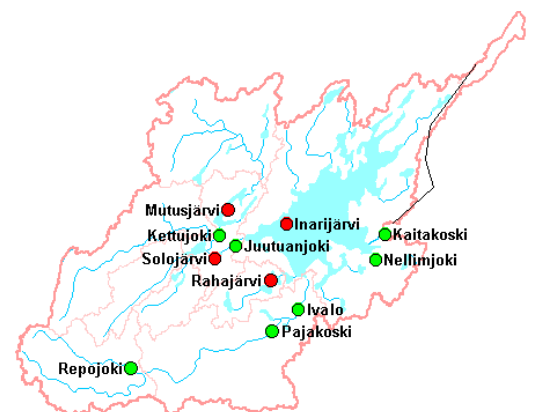 Mutusjärvi
Inarijärvi
Kettujoki
Kaitakoski
Juutuanjoki
Solojärvi
Nellimjoki
Rahajärvi
Ivalo
Pajakoski
Repojoki